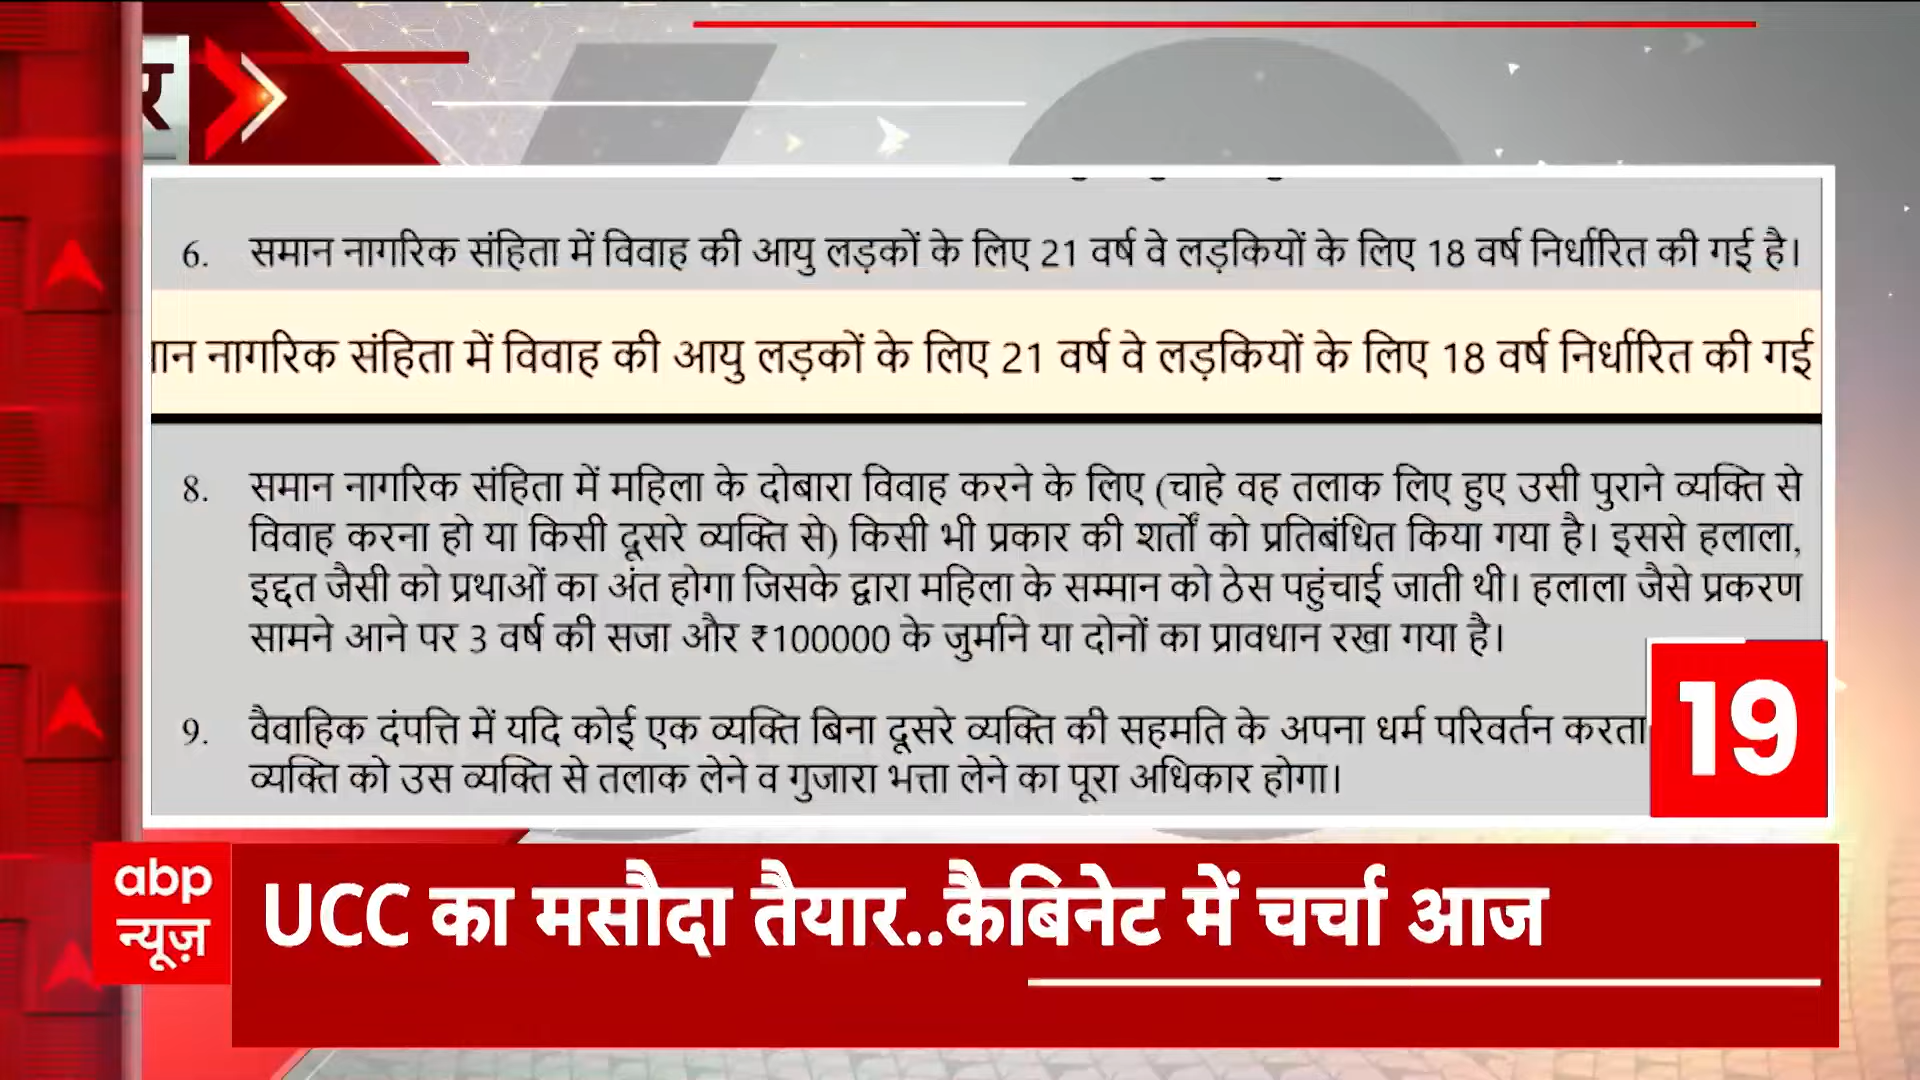 6. समान नागरिक संहिता में विवाह की आयु लड़कों के लिए 21 वर्ष वे लड़कियों के लिए 18 वर्ष निर्धारित की गई है।
नागरिक संहिता में विवाह की आयु लड़कों के लिए 21 वर्ष वे लड़कियों के लिए 18 वर्ष निर्धारित की गई
8. समान नागरिक संहिता में महिला के दोबारा विवाह करने के लिए (चाहे वह तलाक लिए हुए उसी पुराने व्यक्ति से
विवाह करना हो या किसी दूसरे व्यक्ति से) किसी भी प्रकार की शर्तों को प्रतिबंधित किया गया है। इससे हलाला,
इद्दत जैसी को प्रथाओं का अंत होगा जिसके द्वारा महिला के सम्मान को ठेस पहुंचाई जाती थी। हलाला जैसे प्रकरण
सामने आने पर 3 वर्ष की सजा और ₹100000 के जुर्माने या दोनों का प्रावधान रखा गया है।
9. वैवाहिक दंपत्ति में यदि कोई एक व्यक्ति बिना दूसरे व्यक्ति की सहमति के अपना धर्म परिवर्तन करता
व्यक्ति को उस व्यक्ति से तलाक लेने व गुजारा भत्ता लेने का पूरा अधिकार होगा।
19
abp
न्यूज़
UCC का मसौदा तैयार..कैबिनेट में चर्चा आज